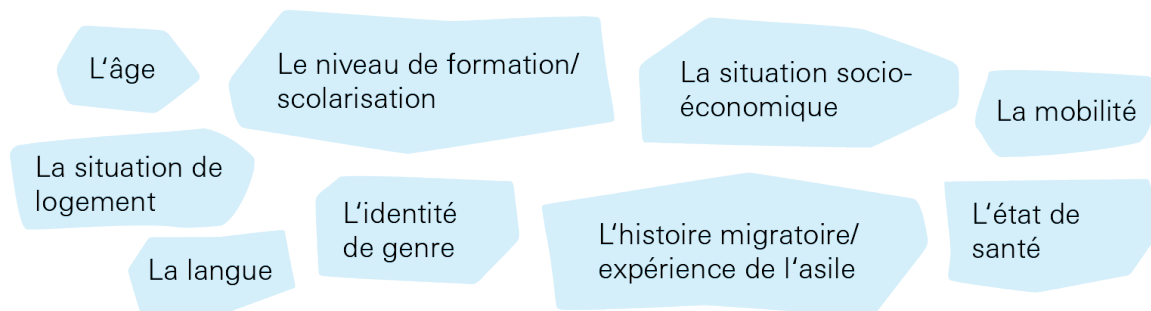 L‘âge
Le niveau de formation/
scolarisation
La situation socio-
économique
La mobilité
La situation de
logement
L‘identité
de genre
L‘histoire migratoire/
expérience de l‘asile
L‘état de
santé
La langue